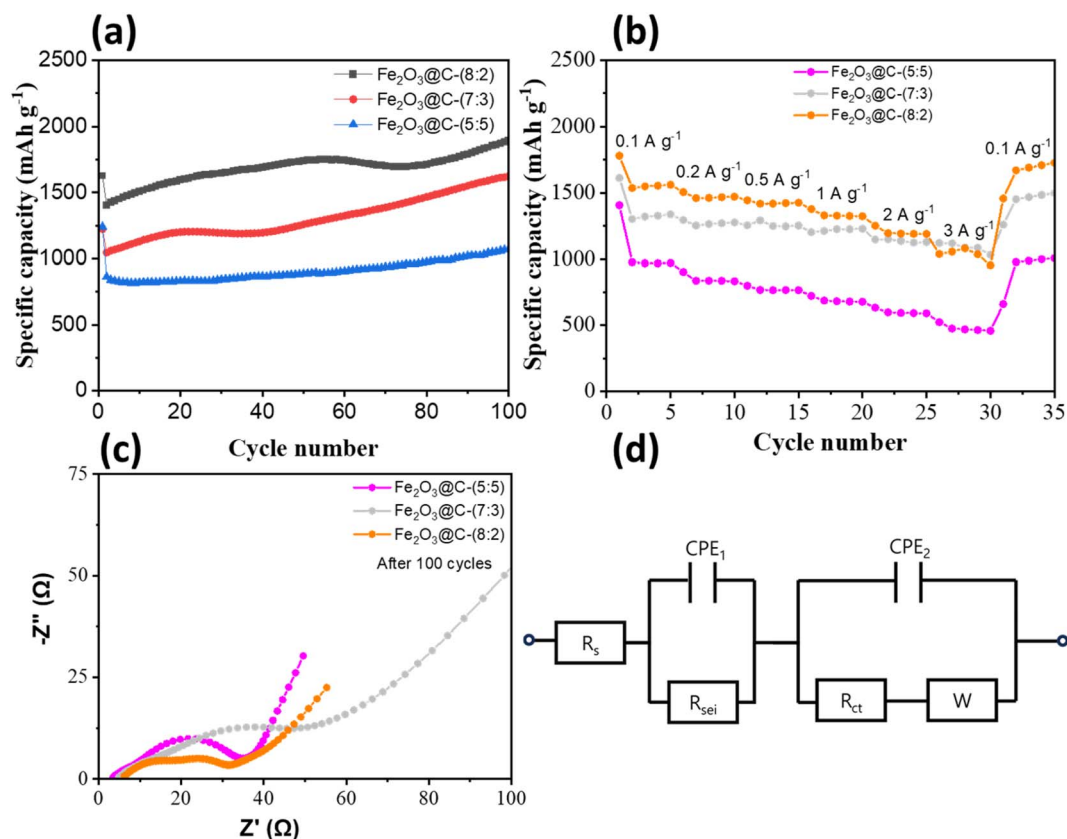 (a)
2500
2000
1500
1000
500
0
Specific capacity (mAh g⁻¹)
Fe₂O₃@C-(8:2)
Fe₂O₃@C-(7:3)
Fe₂O₃@C-(5:5)
0 20 40 60 80 100
Cycle number
(b)
2500
2000
1500
1000
500
0
Specific capacity (mAh g⁻¹)
Fe₂O₃@C-(5:5)
Fe₂O₃@C-(7:3)
Fe₂O₃@C-(8:2)
0.1 A g⁻¹
0.2 A g⁻¹
0.5 A g⁻¹
1 A g⁻¹
2 A g⁻¹
3 A g⁻¹
0.1 A g⁻¹
0 5 10 15 20 25 30 35
Cycle number
(c)
75
50
25
0
-Z'' (Ω)
Fe₂O₃@C-(5:5)
Fe₂O₃@C-(7:3)
Fe₂O₃@C-(8:2)
After 100 cycles
0 20 40 60 80 100
Z' (Ω)
(d)
CPE₁
CPE₂
Rₛ
R_sei
R_ct
W